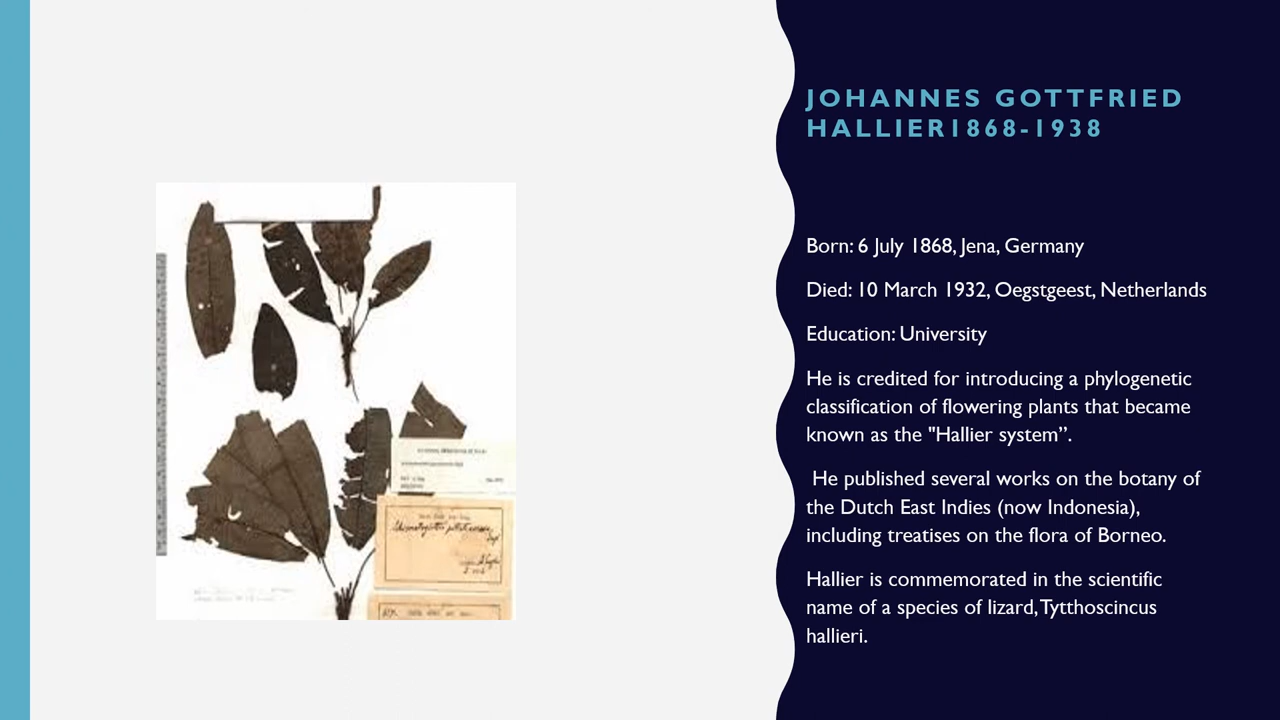 JOHANNES GOTTFRIED
HALLIER1868-1938
Born: 6 July 1868, Jena, Germany
Died: 10 March 1932, Oegstgeest, Netherlands
Education: University
He is credited for introducing a phylogenetic
classification of flowering plants that became
known as the "Hallier system”.
He published several works on the botany of
the Dutch East Indies (now Indonesia),
including treatises on the flora of Borneo.
Hallier is commemorated in the scientific
name of a species of lizard, Tytthoscincus
hallieri.